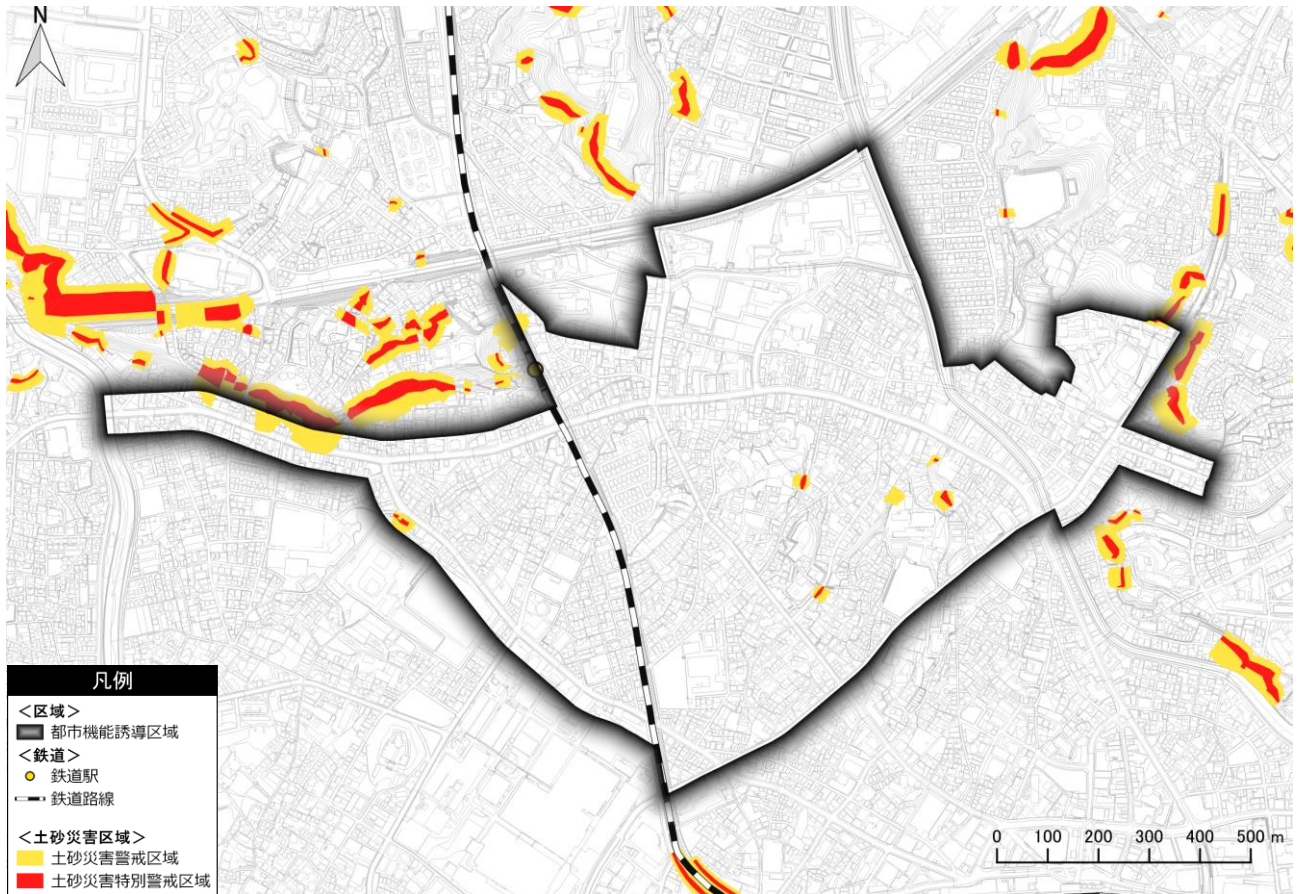 N
凡例
＜区域＞
都市機能誘導区域
＜鉄道＞
鉄道駅
鉄道路線
＜土砂災害区域＞
土砂災害警戒区域
土砂災害特別警戒区域
0 100 200 300 400 500 m